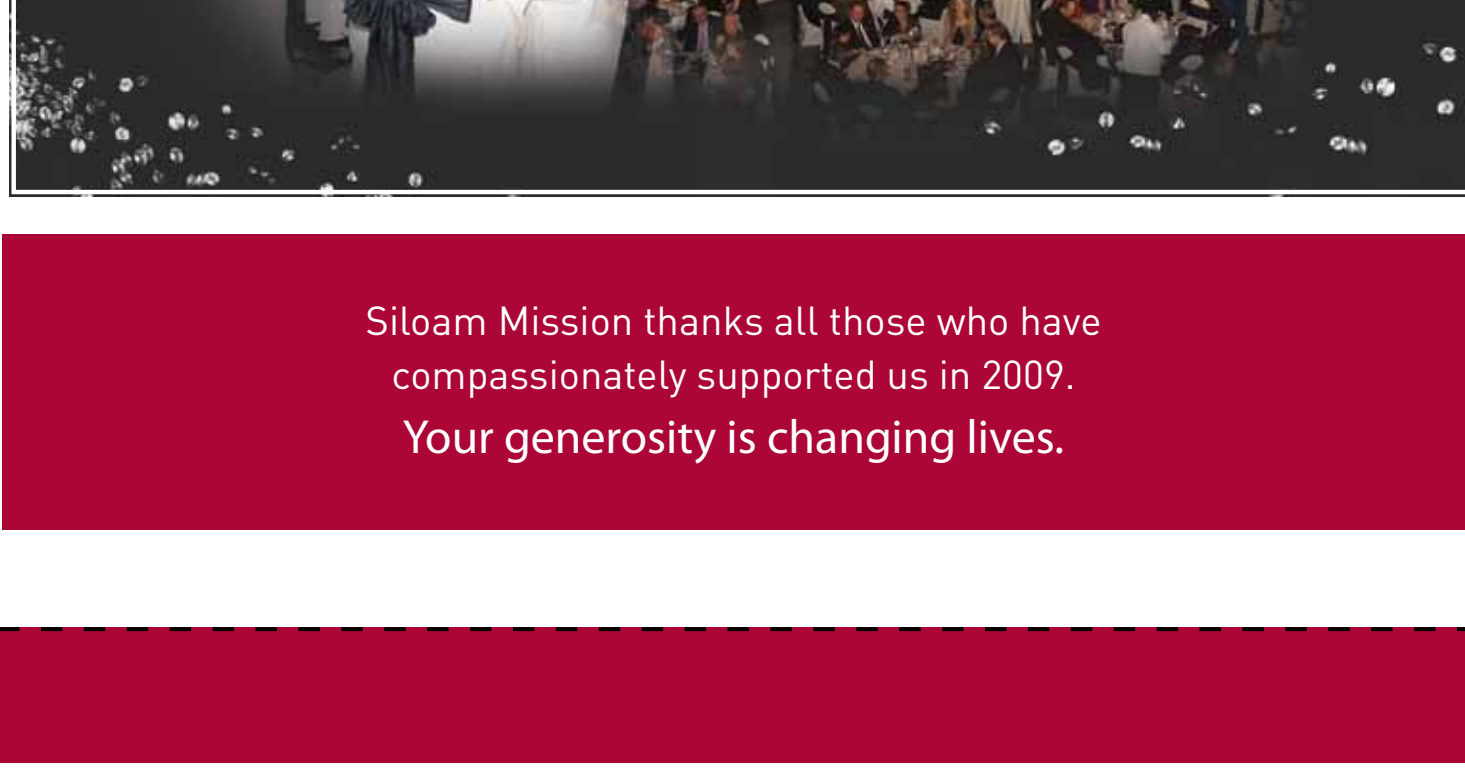 Siloam Mission thanks all those who have
compassionately supported us in 2009.
Your generosity is changing lives.